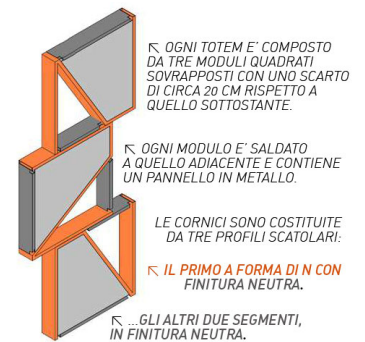 OGNI TOTEM E' COMPOSTO
DA TRE MODULI QUADRATI
SOVRAPPOSTI CON UNO SCARTO
DI CIRCA 20 CM RISPETTO A
QUELLO SOTTOSTANTE.
OGNI MODULO E' SALDATO
A QUELLO ADIACENTE E CONTIENE
UN PANNELLO IN METALLO.
LE CORNICI SONO COSTITUITE
DA TRE PROFILI SCATOLARI:
IL PRIMO A FORMA DI N CON
FINITURA NEUTRA.
...GLI ALTRI DUE SEGMENTI,
IN FINITURA NEUTRA.